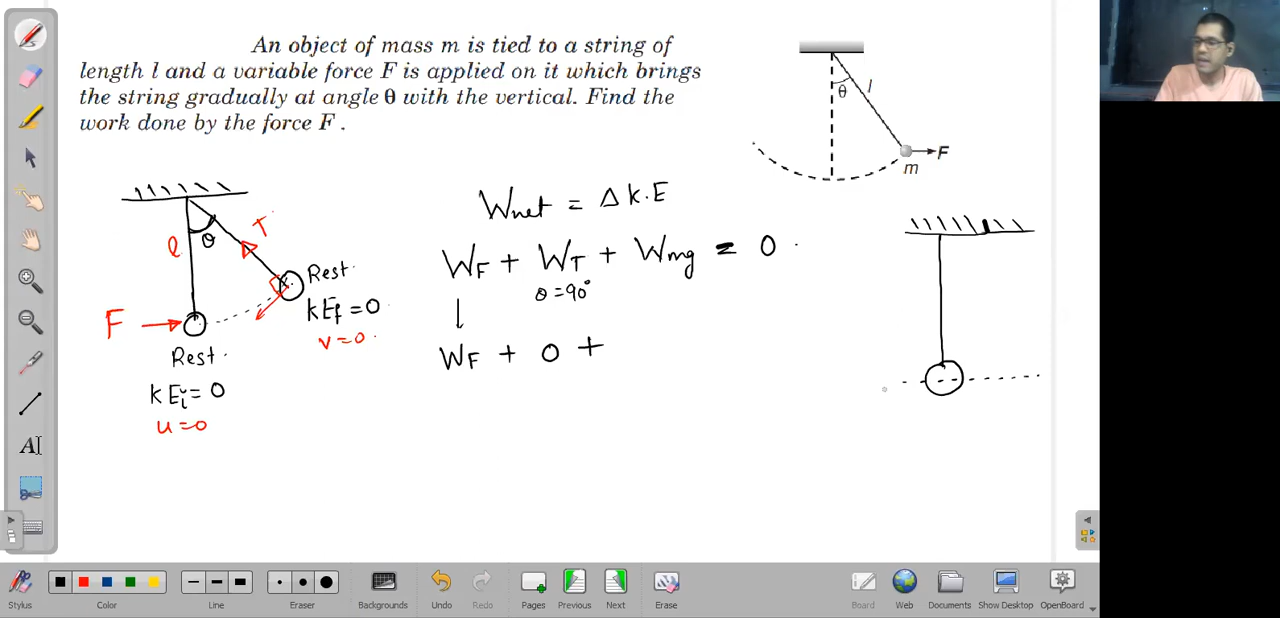 An object of mass m is tied to a string of
length l and a variable force F is applied on it which brings
the string gradually at angle θ with the vertical. Find the
work done by the force F .
θ
l
F
m
T
l
θ
Rest
KEf = 0
v = 0
F
Rest
KEi = 0
u = 0
Wnet = Δ K.E
WF + WT + Wmg = 0
θ = 90°
WF + 0 +
A
Stylus
Color
Line
Eraser
Backgrounds
Undo
Redo
Pages
Previous
Next
Erase
Board
Web
Documents
Show Desktop
OpenBoard